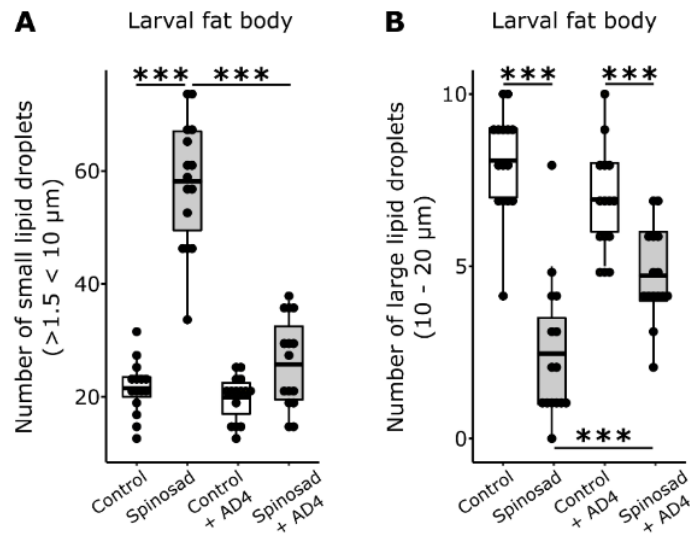 A
Larval fat body
Number of small lipid droplets
(>1.5 < 10 μm)
60
40
20
*** ***
Control
Spinosad
Control
+ AD4
Spinosad
+ AD4
B
Larval fat body
Number of large lipid droplets
(10 - 20 μm)
10
5
0
*** ***
***
Control
Spinosad
Control
+ AD4
Spinosad
+ AD4